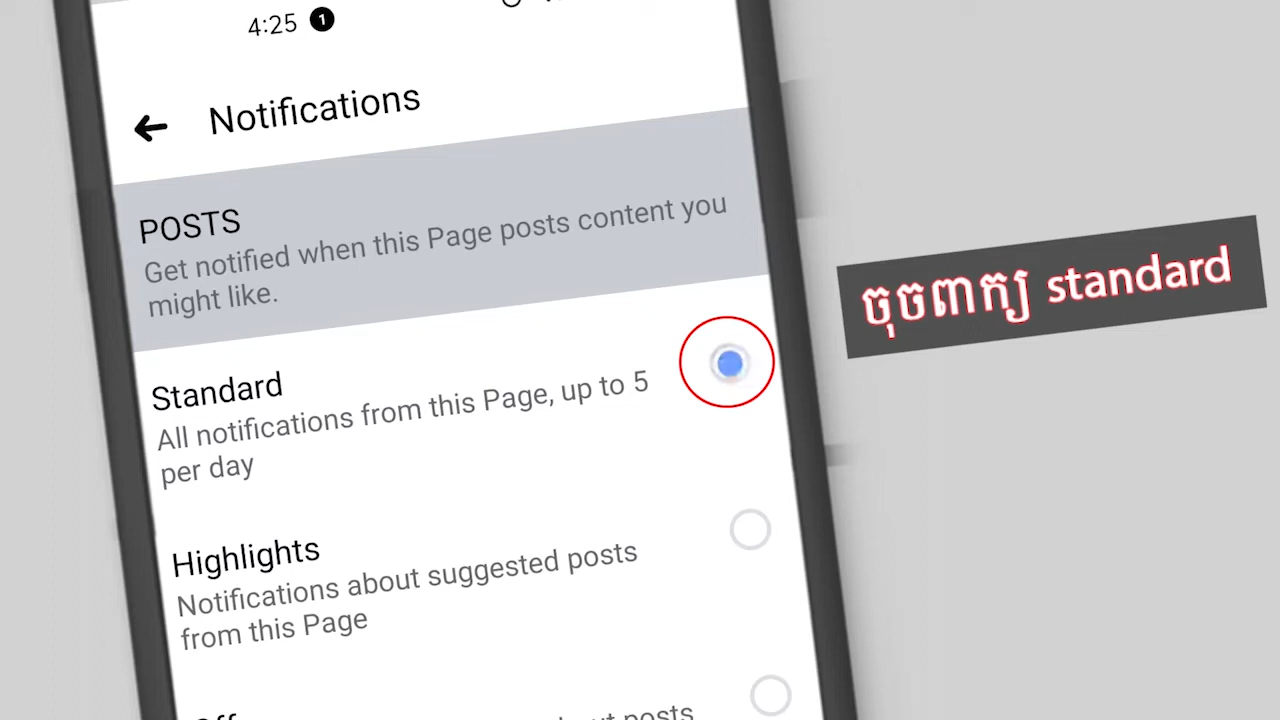 4:25 1
Notifications
POSTS
Get notified when this Page posts content you
might like.
Standard
All notifications from this Page, up to 5
per day
Highlights
Notifications about suggested posts
from this Page
posts
ចុចពាក្យ standard